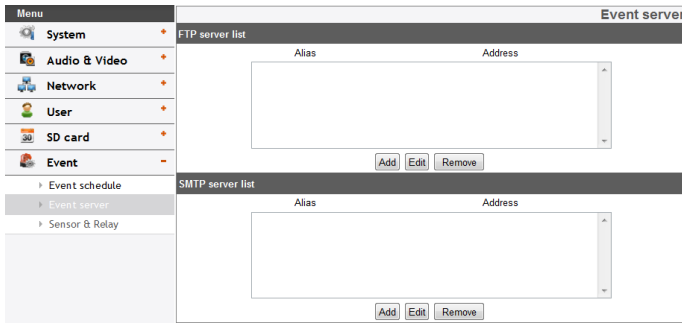 Menu
System
Audio & Video
Network
User
30
SD card
Event
Event schedule
Event server
Sensor & Relay
Event server
FTP server list
Alias Address
Add Edit Remove
SMTP server list
Alias Address
Add Edit Remove